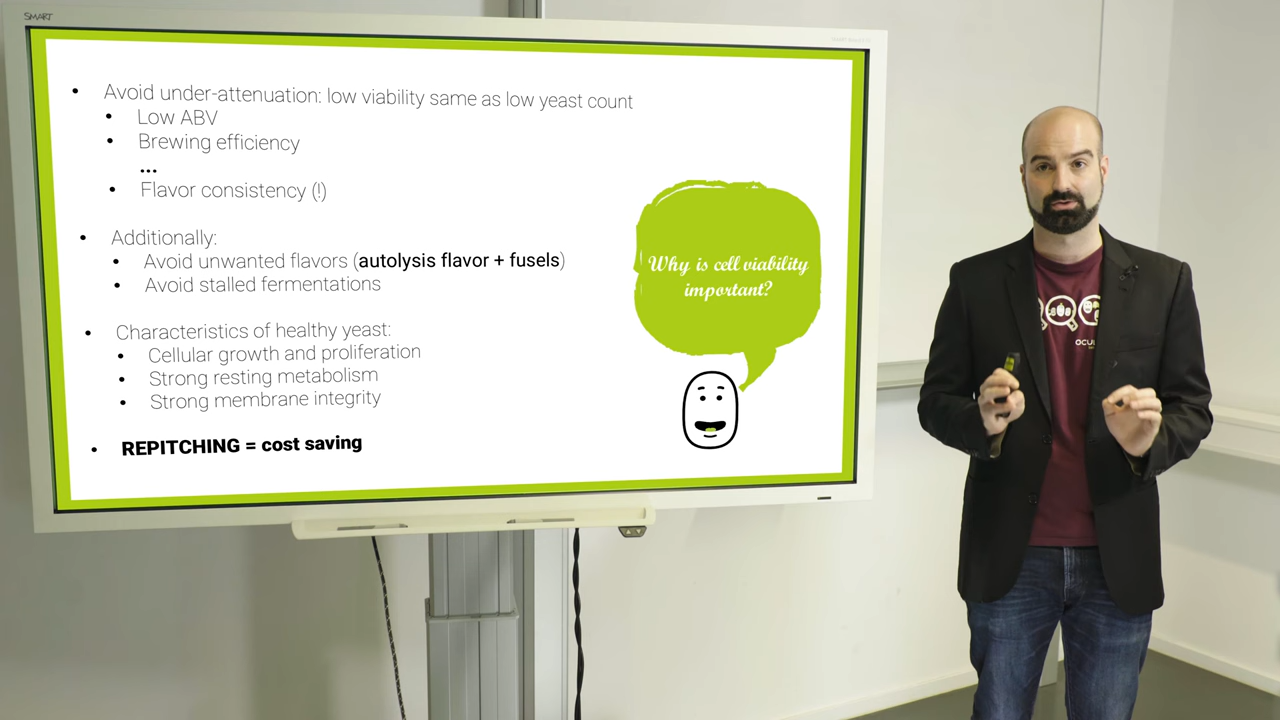 SMART
• Avoid under-attenuation: low viability same as low yeast count
• Low ABV
• Brewing efficiency
...
• Flavor consistency (!)
• Additionally:
• Avoid unwanted flavors (autolysis flavor + fusels)
• Avoid stalled fermentations
• Characteristics of healthy yeast:
• Cellular growth and proliferation
• Strong resting metabolism
• Strong membrane integrity
• REPITCHING = cost saving
Why is cell viability
important?